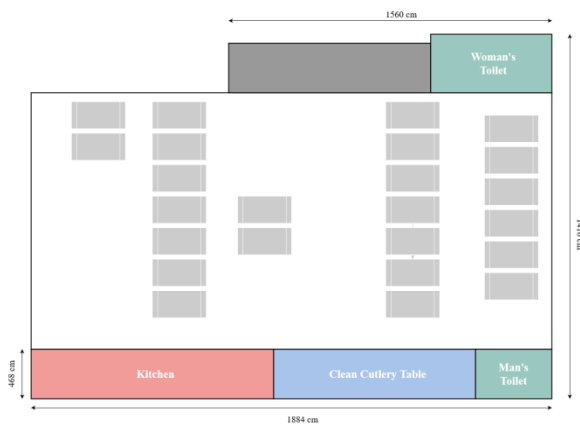 1560 cm
Woman's
Toilet
468 cm
Kitchen
Clean Cutlery Table
Man's
Toilet
1884 cm